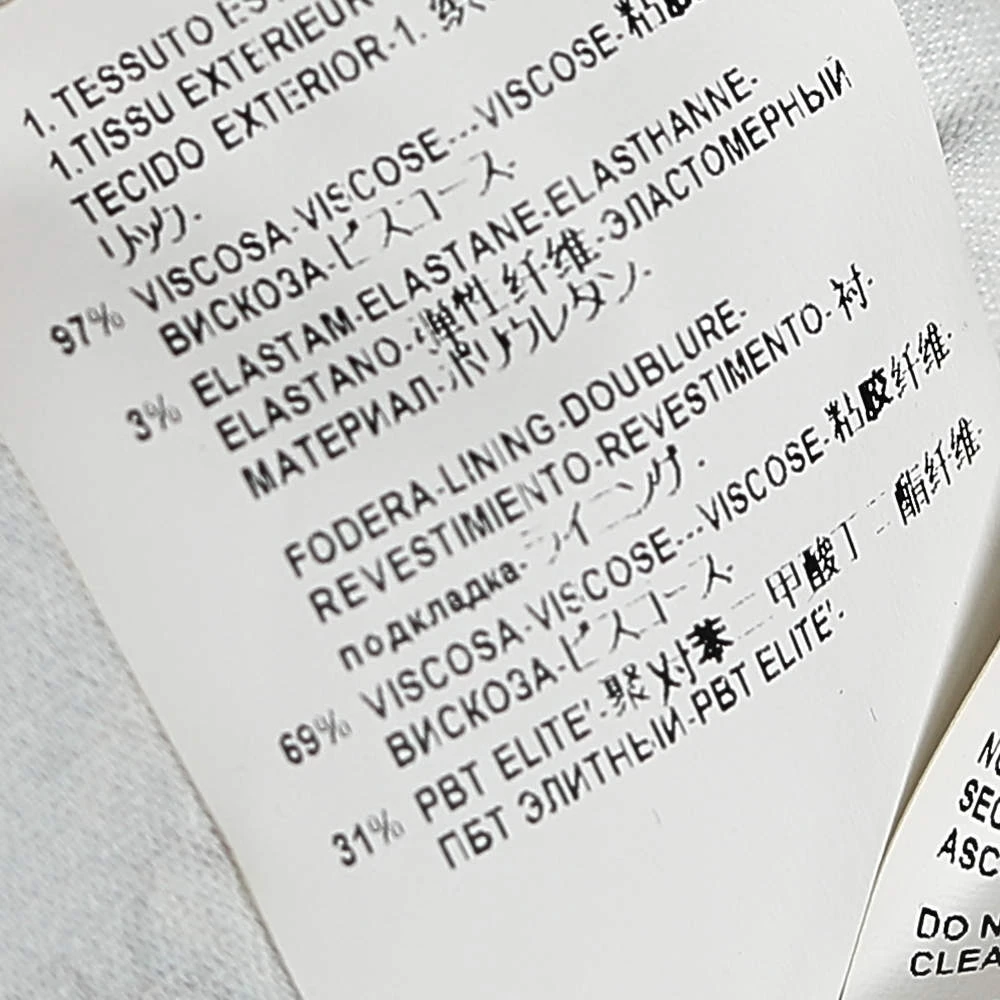 1. TESSUTO
1.TISSU EXTERIEUR
TECIDO EXTERIOR-1.
リック.
97% VISCOSA-VISCOSE---VISCOSE-粘胶
ВИСКОЗА-ビスコース.
3% ELASTAM-ELASTANE-ELASTHANNE-
ELASTANO-弹性 纤维-ЭЛАСТОМЕРНЫЙ
МАТЕРИАЛ-ポリウレタン.
FODERA-LINING-DOUBLURE-
REVESTIMIENTO-REVESTIMENTO-衬.
подкладка-ライニング.
69% VISCOSA-VISCOSE---VISCOSE-粘胶纤维-
ВИСКОЗА-ビスコース.
31% PBT ELITE'-聚对苯二甲酸丁二酯纤维-
ПБТ ЭЛИТНЫЙ-PBT ELITE'-
ASC
DO